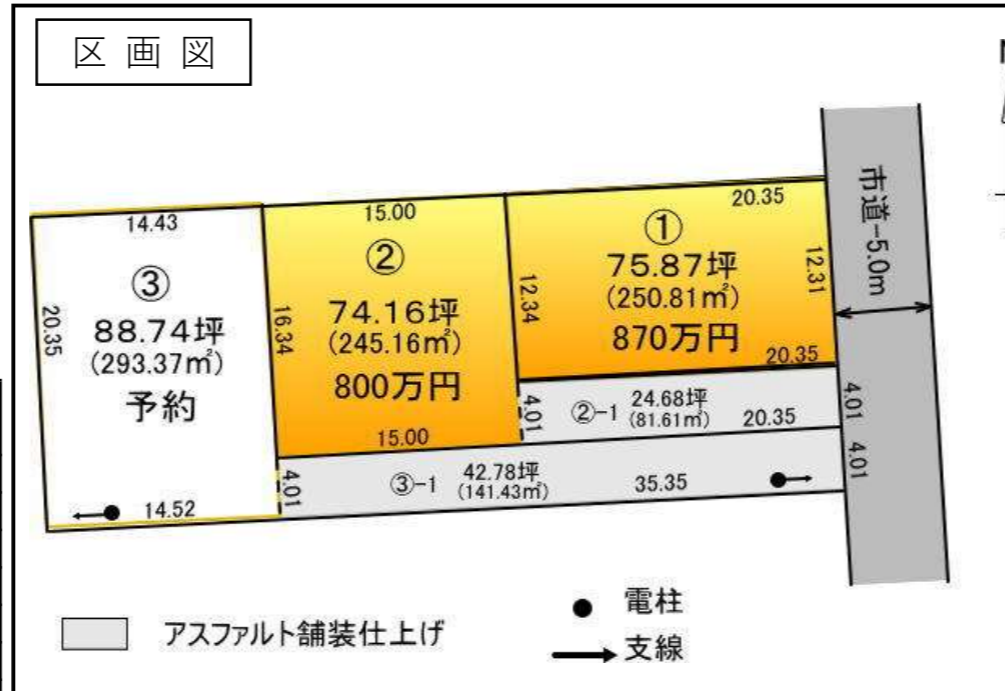 区画図
N
市道-5.0m
14.43
③
88.74坪
(293.37㎡)
予約
20.35
14.52
15.00
②
74.16坪
(245.16㎡)
800万円
16.34
15.00
20.35
①
75.87坪
(250.81㎡)
870万円
12.34
12.31
20.35
4.01
②-1
24.68坪
(81.61㎡)
20.35
4.01
4.01
③-1
42.78坪
(141.43㎡)
35.35
4.01
アスファルト舗装仕上げ
電柱
支線